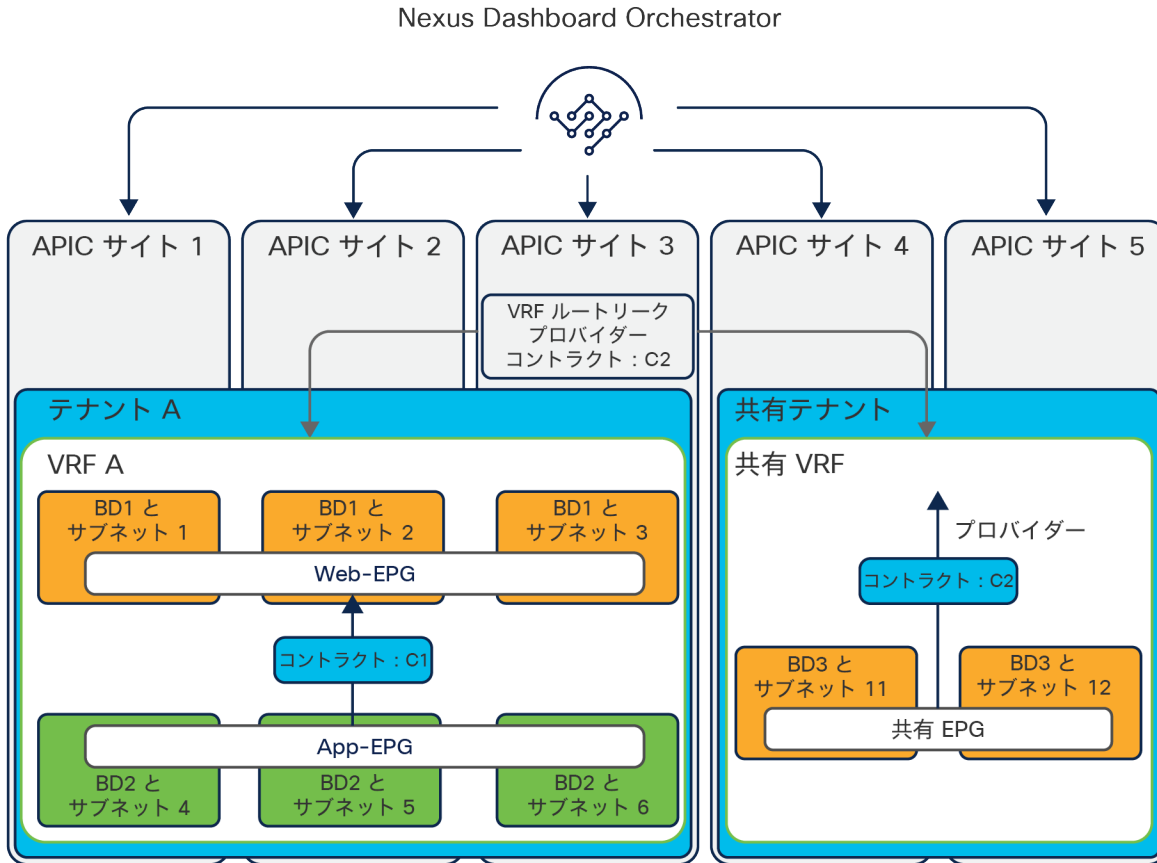 Nexus Dashboard Orchestrator
APIC サイト 1
APIC サイト 2
APIC サイト 3
APIC サイト 4
APIC サイト 5
VRF ルートリーク
プロバイダー
コントラクト：C2
テナント A
VRF A
BD1 と
サブネット 1
BD1 と
サブネット 2
BD1 と
サブネット 3
Web-EPG
コントラクト：C1
App-EPG
BD2 と
サブネット 4
BD2 と
サブネット 5
BD2 と
サブネット 6
共有テナント
共有 VRF
プロバイダー
コントラクト：C2
BD3 と
サブネット 11
BD3 と
サブネット 12
共有 EPG